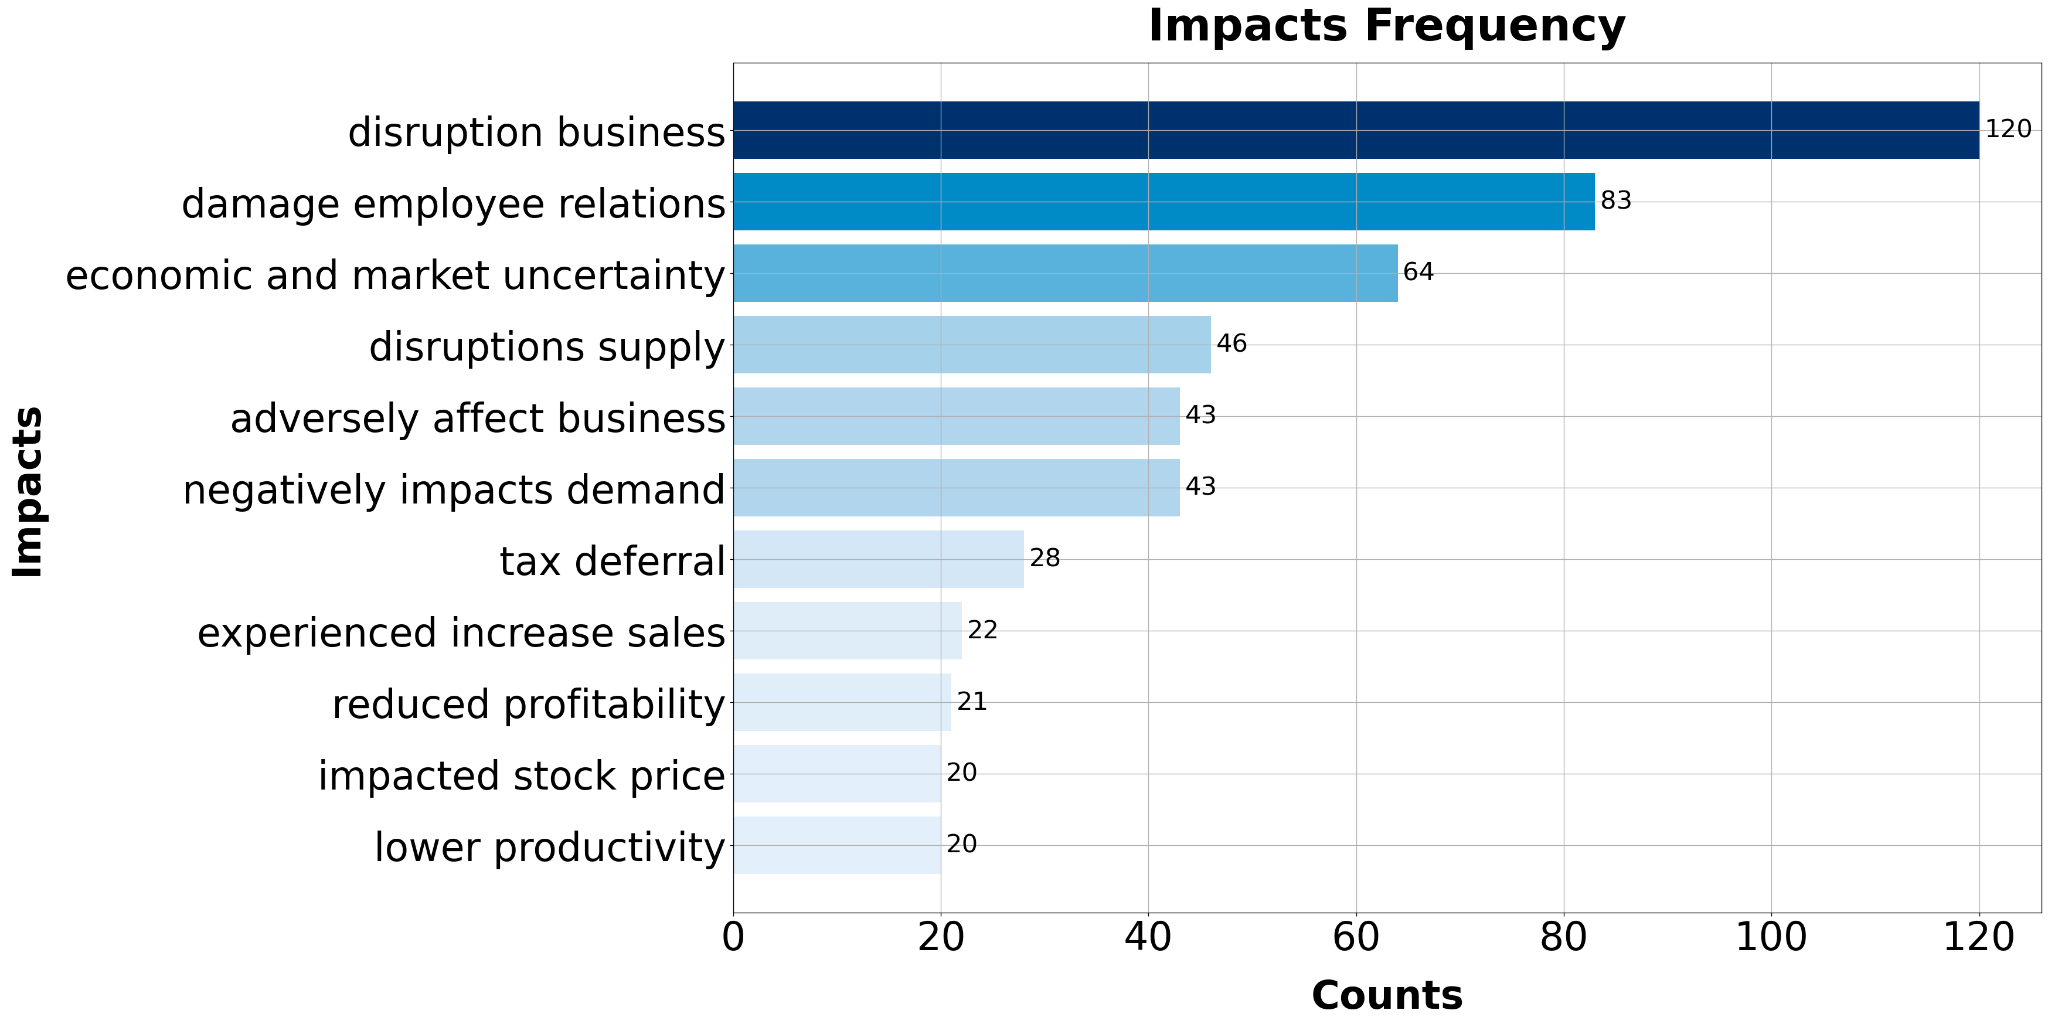 Impacts Frequency
disruption business 120
damage employee relations 83
economic and market uncertainty 64
disruptions supply 46
adversely affect business 43
negatively impacts demand 43
tax deferral 28
experienced increase sales 22
reduced profitability 21
impacted stock price 20
lower productivity 20
Impacts
0 20 40 60 80 100 120
Counts